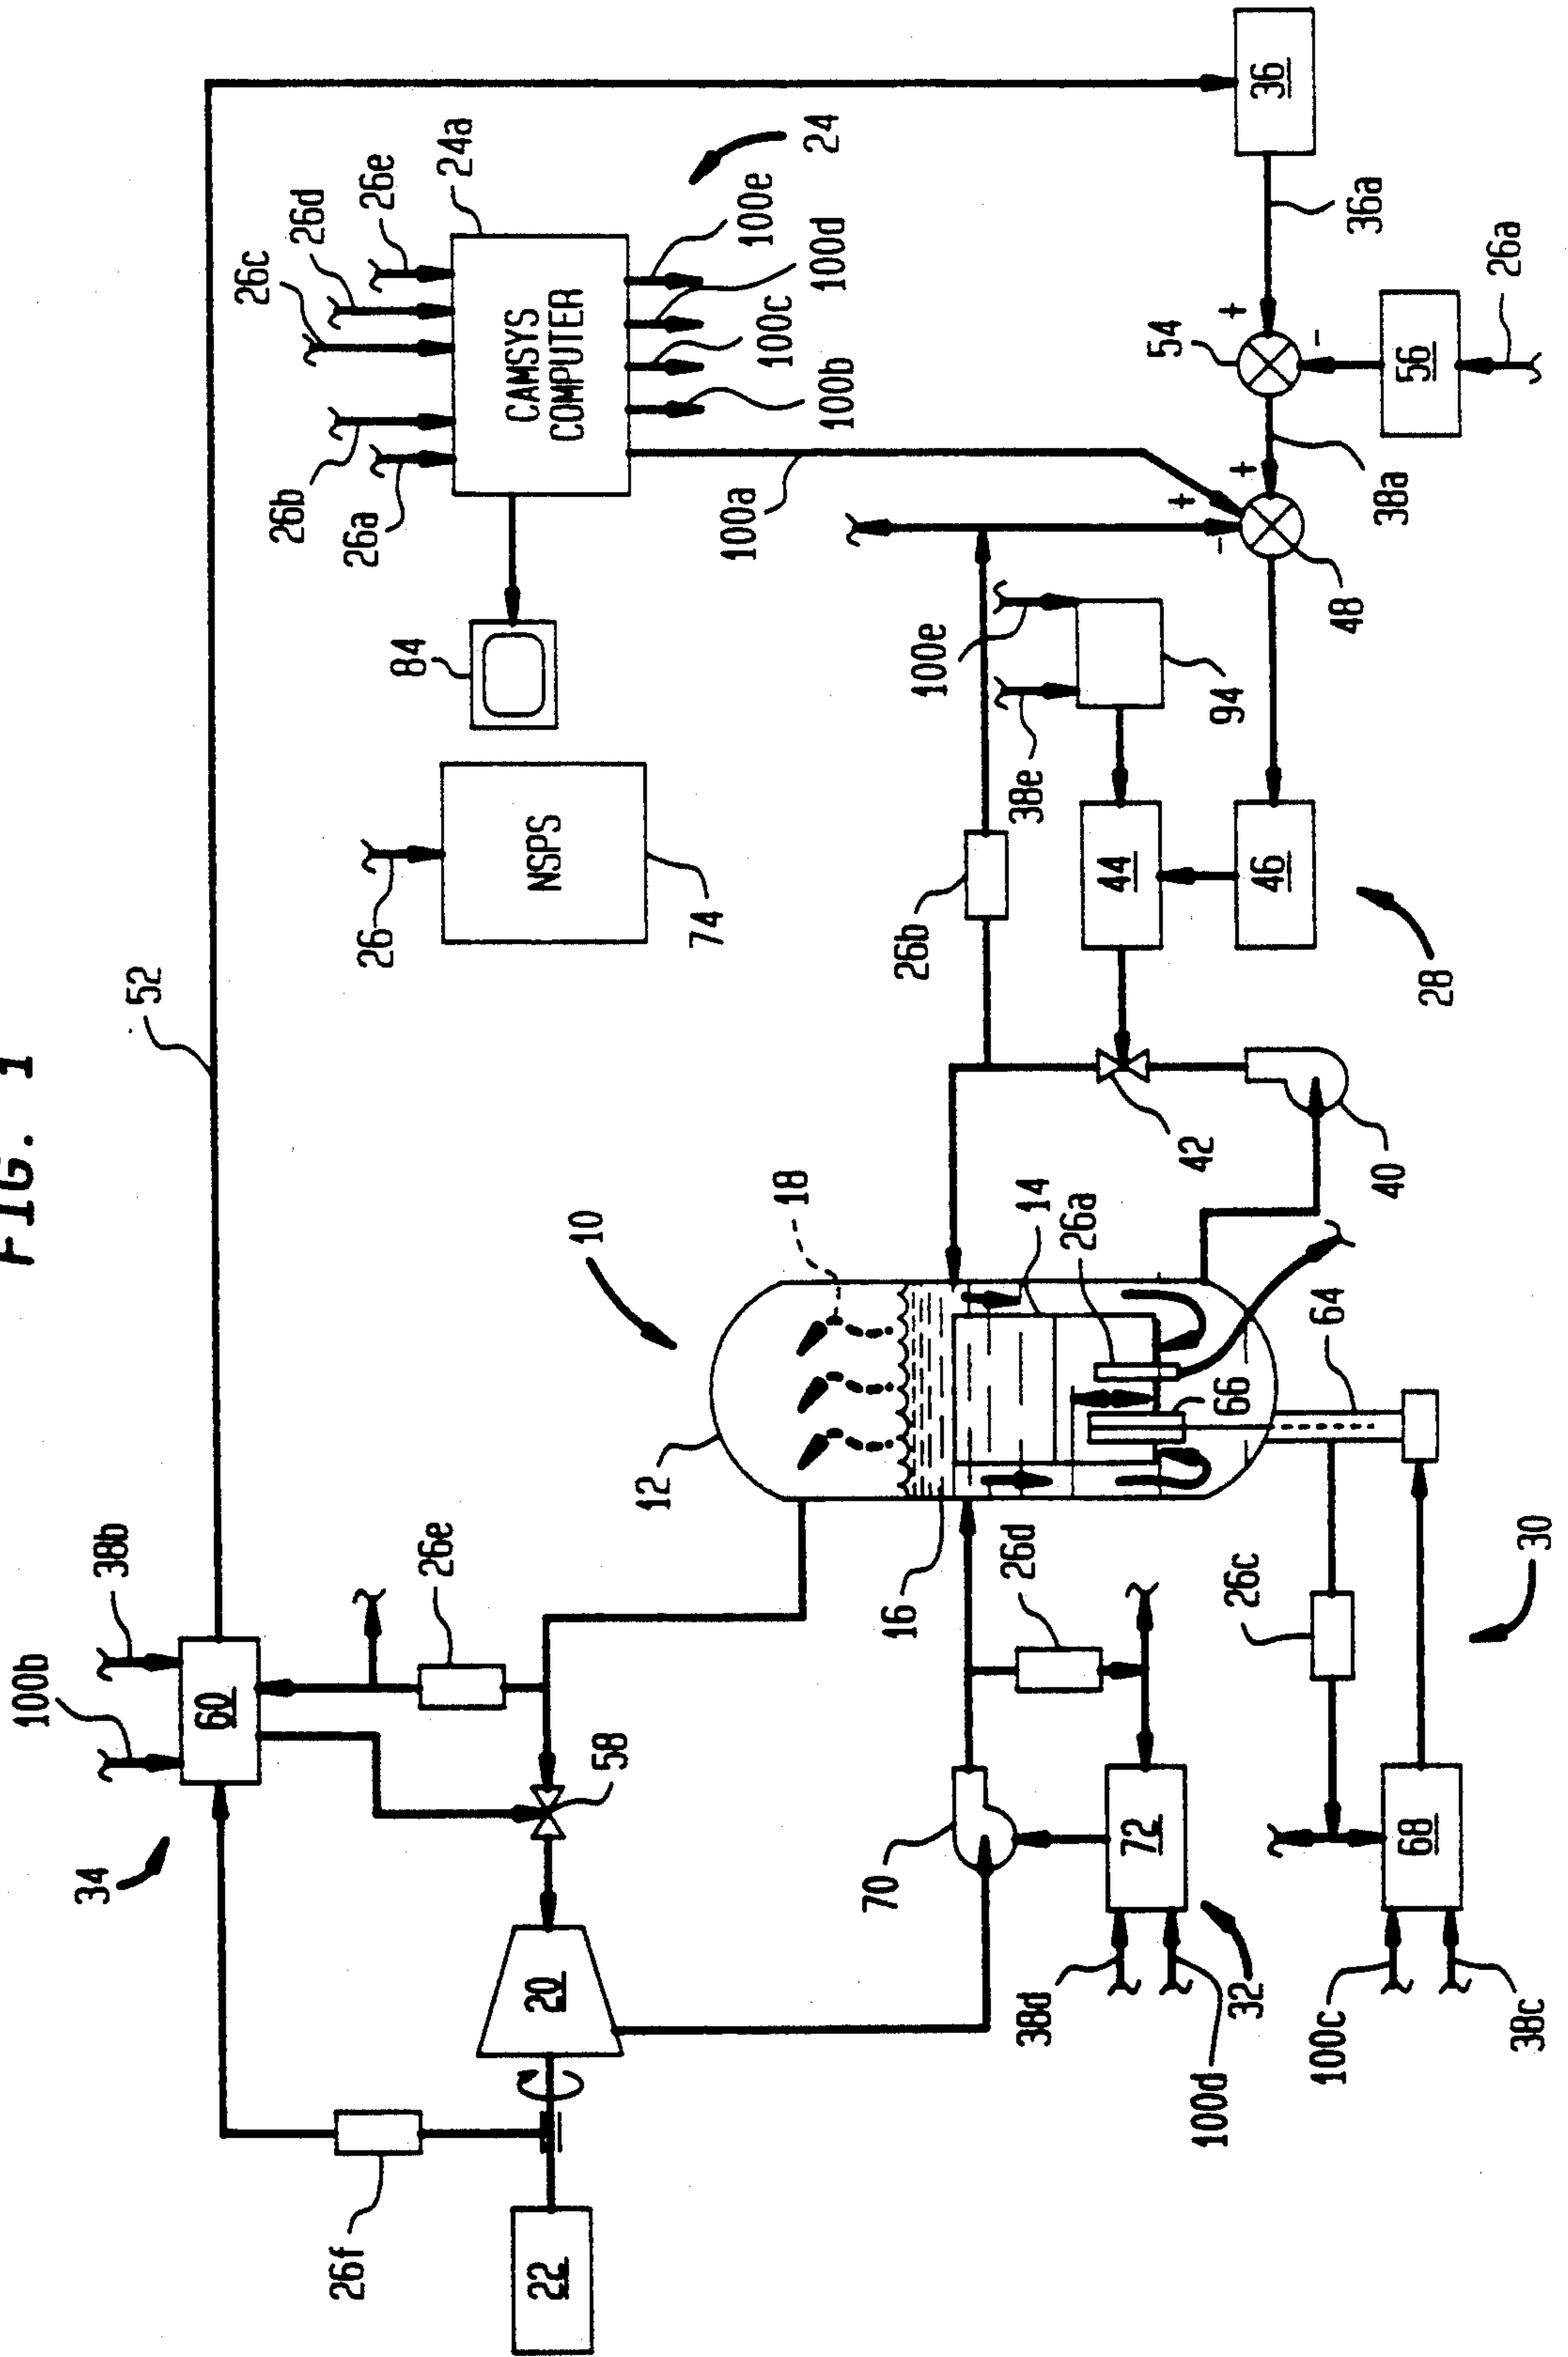 FIG. 1
52
34
100b
38b
60
26e
26f
58
20
22
12
10
18
16
14
26a
66
64
70
26d
72
38d
100d
32
26c
30
68
100c
38c
26
NSPS
74
84
26a
26b
26c
26d
26e
24a
CAMSYS
COMPUTER
24
100a
100b
100c
100d
100e
26b
38e
100e
94
44
46
28
42
40
+
+
-
48
38a
54
+
-
36a
36
56
26a